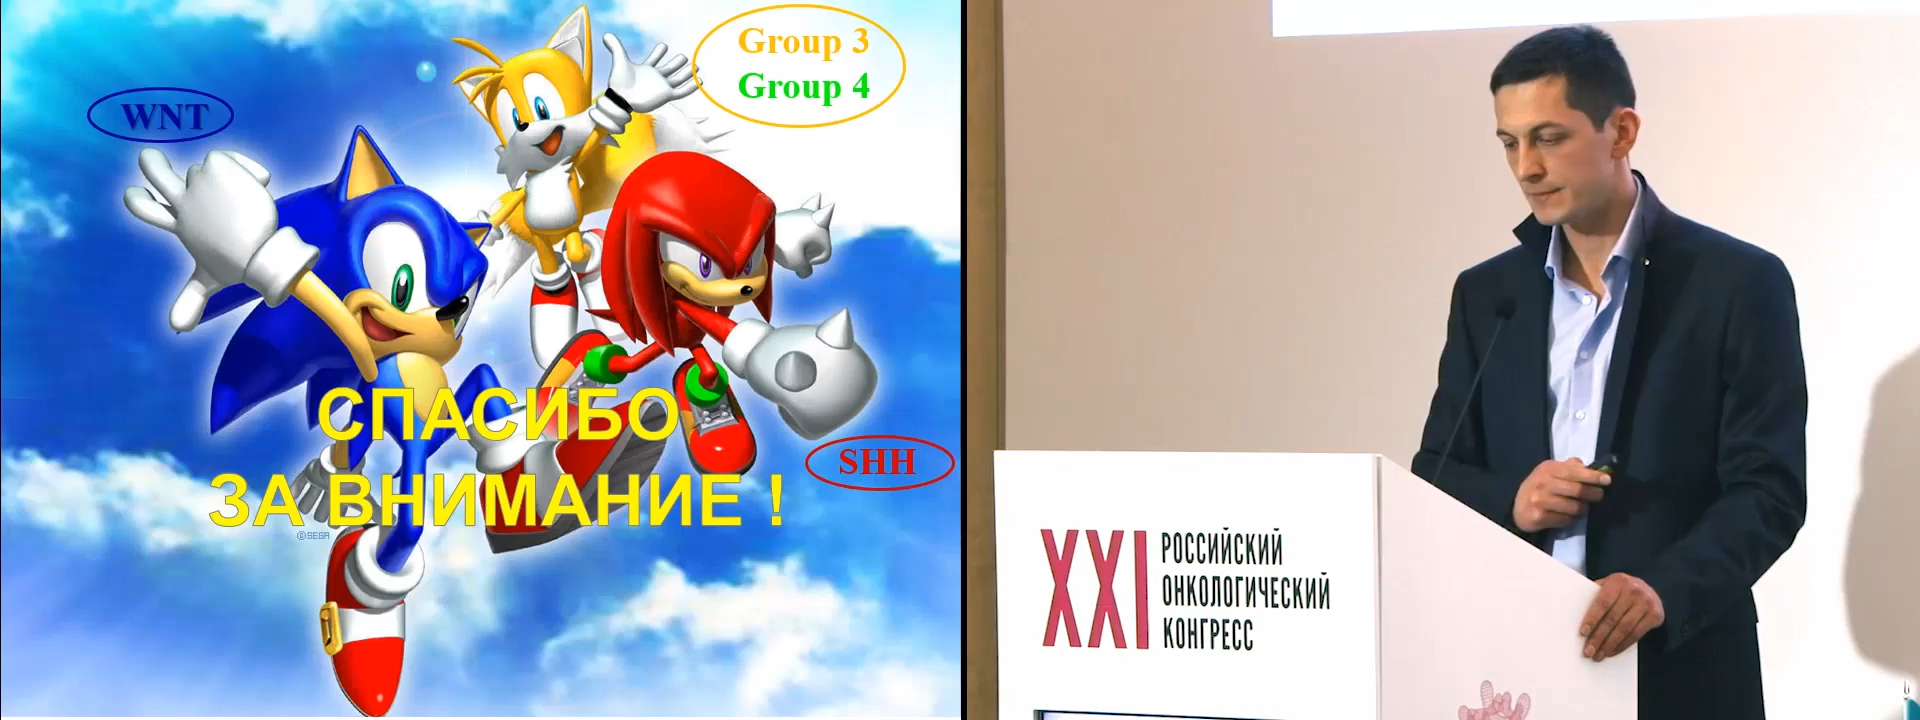 Group 3
Group 4
WNT
СПАСИБО
ЗА ВНИМАНИЕ !
SHH
©SEGA
XXI
РОССИЙСКИЙ
ОНКОЛОГИЧЕСКИЙ
КОНГРЕСС